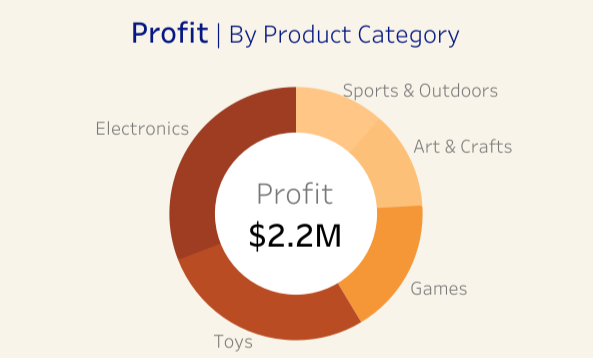 Profit | By Product Category
Sports & Outdoors
Electronics
Art & Crafts
Profit
$2.2M
Games
Toys